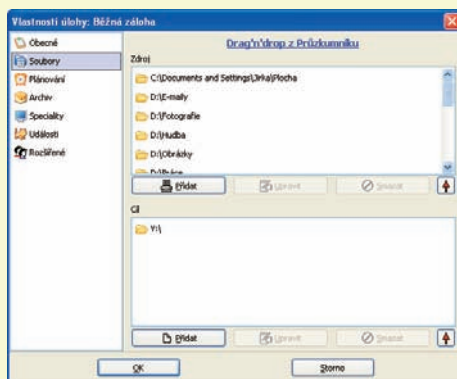 Vlastnosti úlohy: Běžná záloha
Obecné
Soubory
Plánování
Archiv
Speciality
Události
Rozšířené
Drag'n'drop z Průzkumníku
Zdroj
C:\Documents and Settings\Jirka\Plocha
D:\E-maily
D:\Fotografie
D:\Hudba
D:\Obrázky
D:\Práce
Přidat
Upravit
Smazat
Cíl
Y:\
Přidat
Upravit
Smazat
OK
Storno